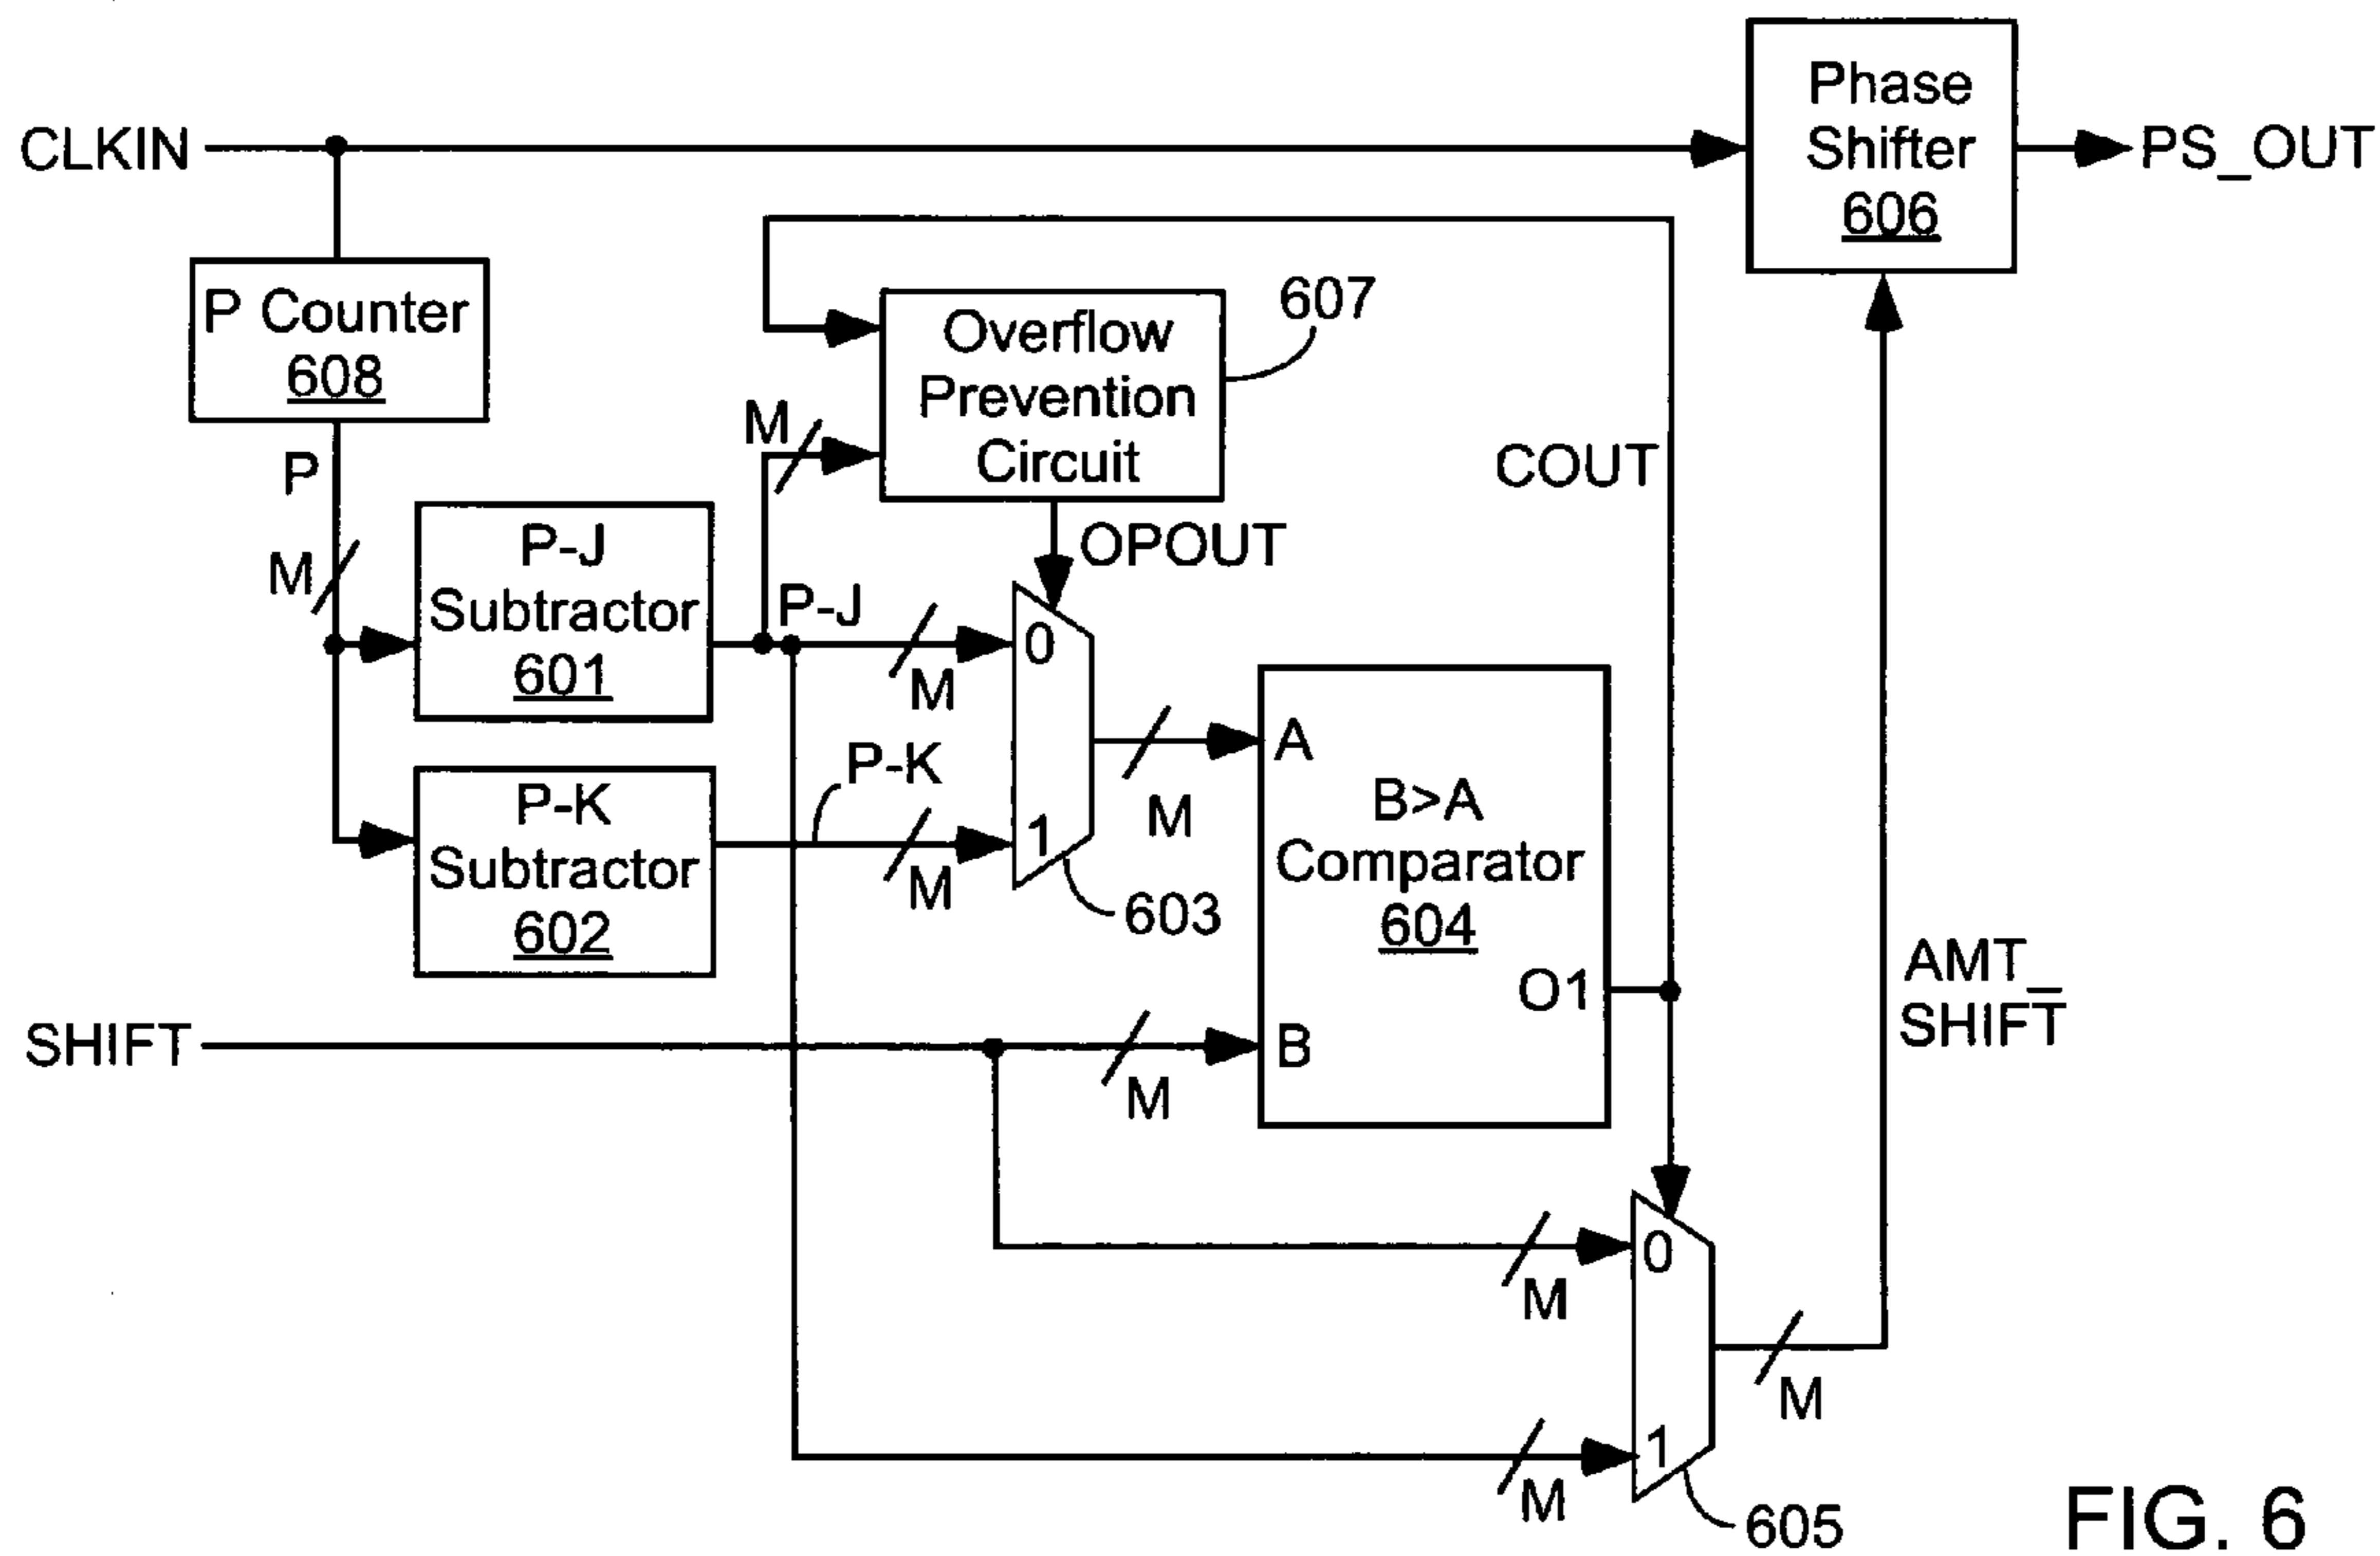 Phase
Shifter
606
CLKIN
PS_OUT
P Counter
608
Overflow
Prevention
Circuit
607
M
COUT
P
M
OPOUT
P-J
Subtractor
601
P-J
M
0
1
603
P-K
Subtractor
602
P-K
M
M
A
B>A
Comparator
604
O1
B
SHIFT
M
AMT_
SHIFT
0
M
M
1
M
605
FIG. 6